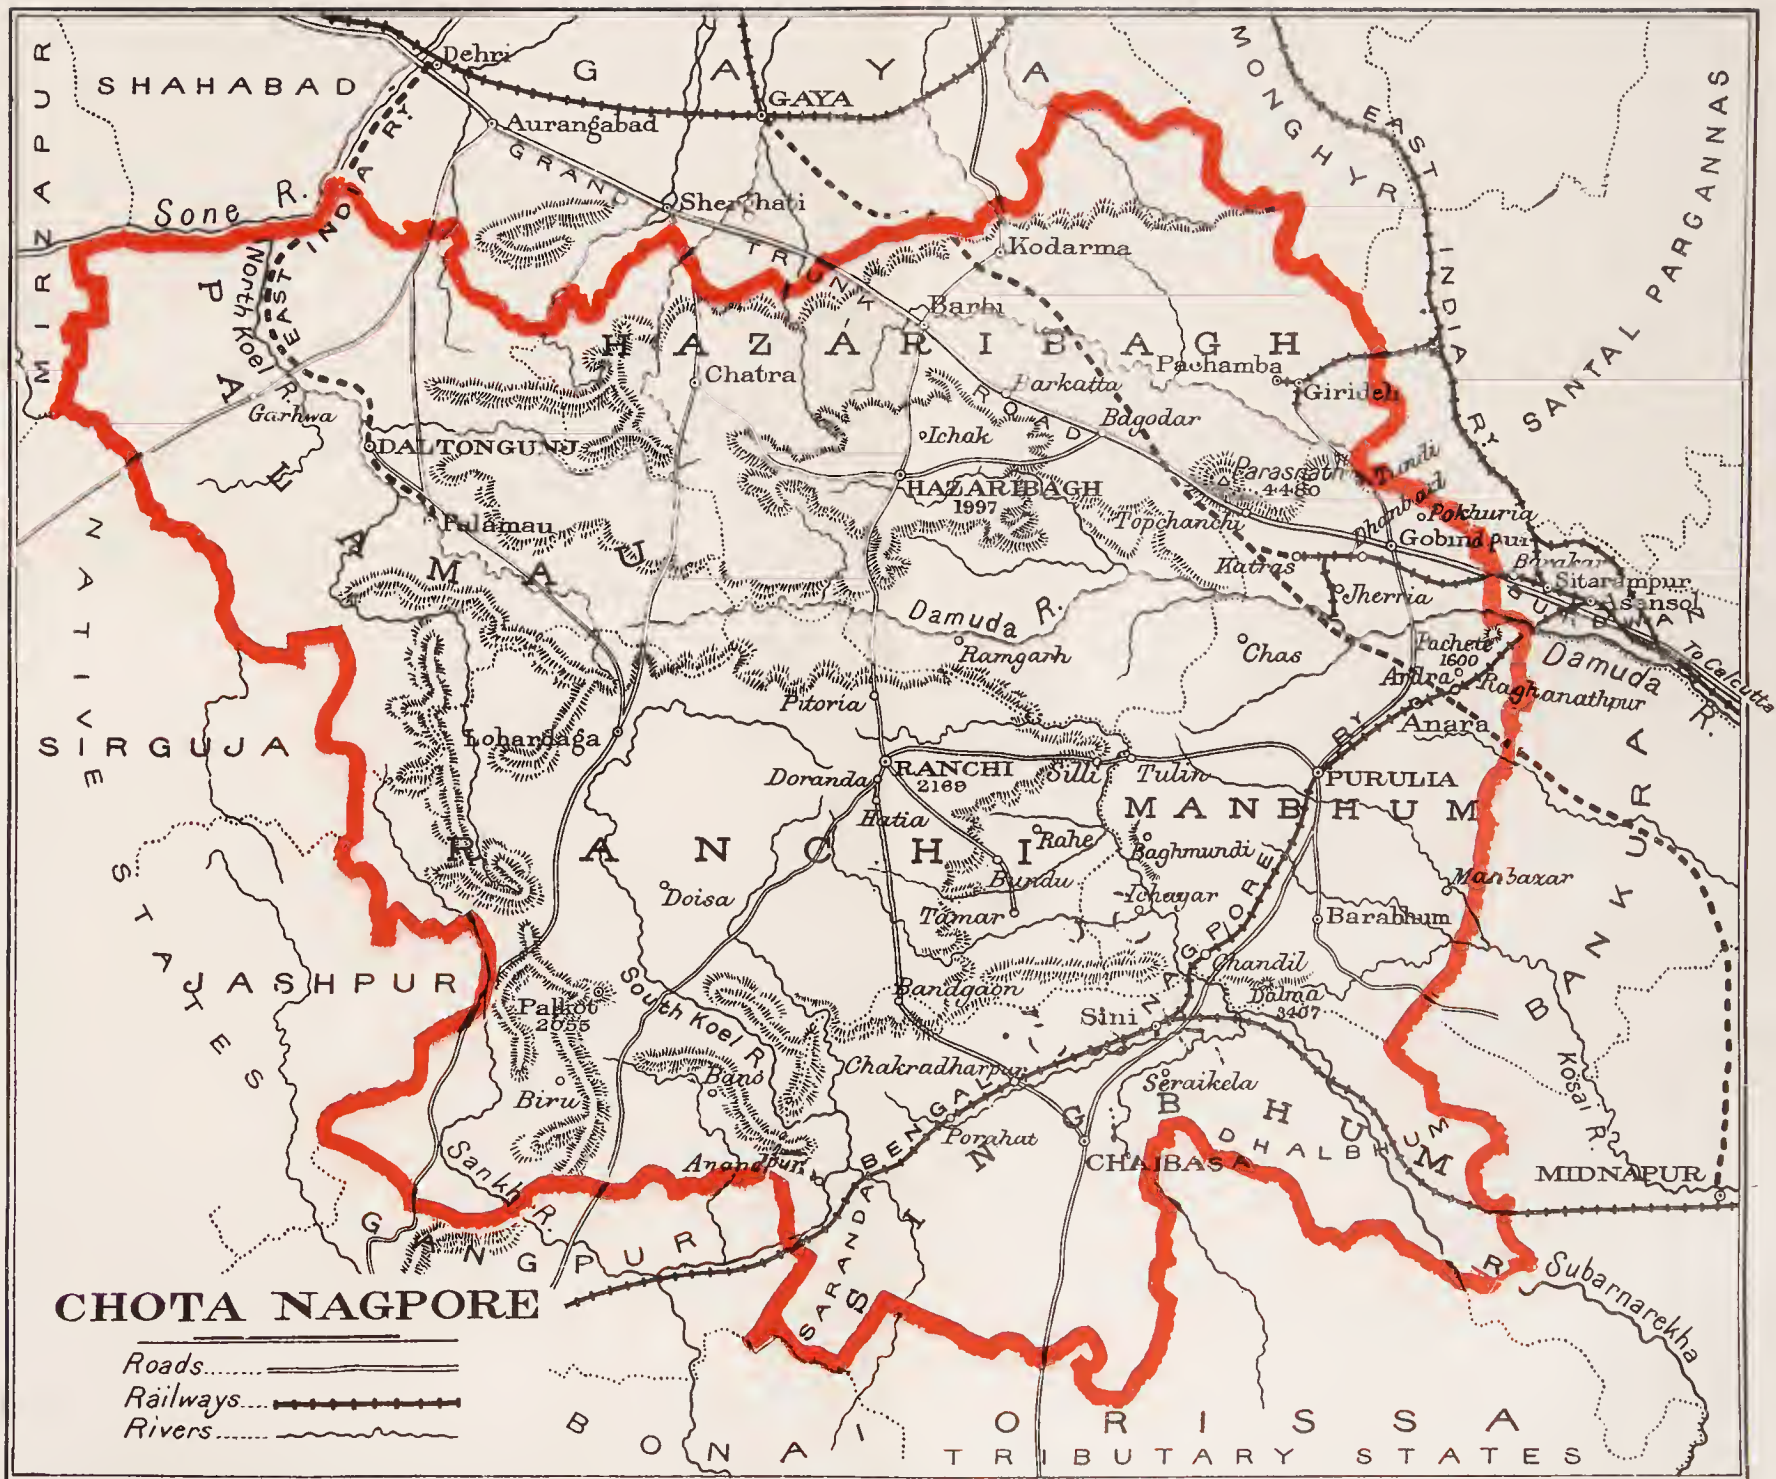 MIRZAPUR
SHAHABAD
Dehri
GAYA
GAYA
MONGHYR
EAST INDIA RY.
SANTAL PARGANNAS
Aurangabad
GRAND TRUNK ROAD
Sherghati
Sone R.
EAST INDIA RY.
North Koel R.
Kodarma
Barhi
HAZÁRIBAGH
Chatra
Pachamba
Girideh
Barkatta
Garhwa
Ichak
DALTONGUNJ
HAZARIBAGH
1997
Parasnath
4480
Tundi
Palamau
PALAMAU
Topchanchi
Dhanbaid
Pokhuria
Gobindpur
Katras
Barakar
Sitarampur
Asansol
Jherria
BURDWAN
NATIVE STATES
Damuda R.
Ramgarh
Chas
Pachete
1600
Damuda R.
To Calcutta
Adra
Raghanathpur
Pitoria
Anara
SIRGUJA
Lohardaga
RANCHI
2169
Doranda
Silli
Tulin
PURULIA
Hatia
MANBHUM
RANCHI
Rahe
Baghmundi
BANKURA
Bundu
Doisa
Ichagar
Manbazar
Tamar
Barabhum
JASHPUR
Chandil
Palkot
2055
South Koel R.
Bandgaon
Dalma
3407
Sini
Chakradharpur
Bano
Biru
Seraikela
Kosai R.
BENGAL NAGPORE RY
Porahat
Sankh R.
Anandpur
CHAIBASA
DHALBHUM
MIDNAPUR
SINGBHUM
GANGPUR
SARANDA
Subarnarekha R
CHOTA NAGPORE
Roads
Railways
Rivers
BONAI
ORISSA
TRIBUTARY STATES